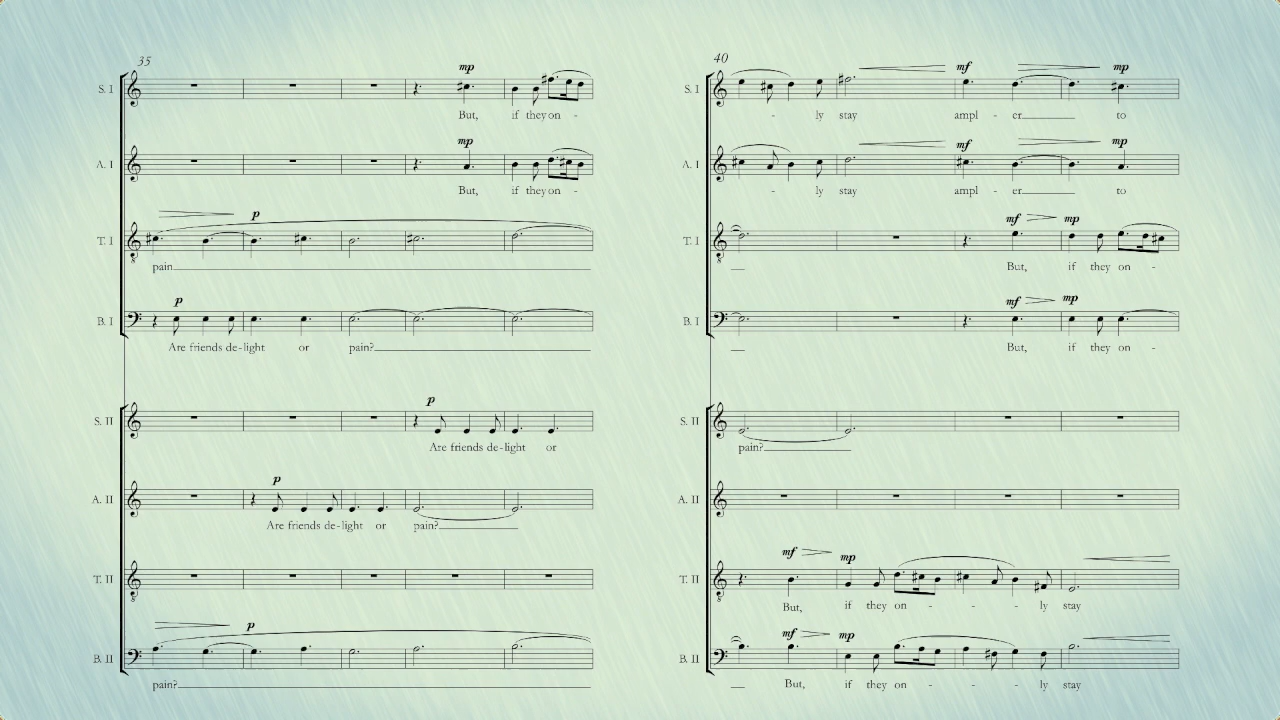 35
mp
S. I
But, if they on -
mp
A. I
But, if they on -
p
T. I
pain
p
B. I
Are friends de-light or pain?
p
S. II
Are friends de-light or
p
A. II
Are friends de-light or pain?
T. II
p
B. II
pain?
40
mf mp
S. I
- ly stay ampl - er to
mf mp
A. I
- ly stay ampl - er to
mf mp
T. I
But, if they on -
mf mp
B. I
But, if they on -
S. II
pain?
A. II
mf mp
T. II
But, if they on - - - ly stay
mf mp
B. II
But, if they on - - - ly stay